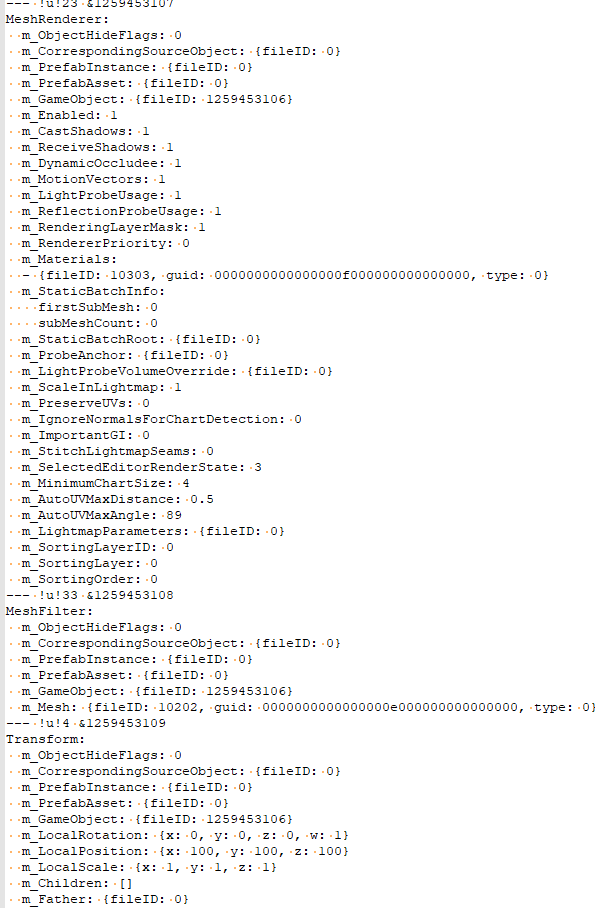 --- !u!23 &1259453107
MeshRenderer:
  m_ObjectHideFlags: 0
  m_CorrespondingSourceObject: {fileID: 0}
  m_PrefabInstance: {fileID: 0}
  m_PrefabAsset: {fileID: 0}
  m_GameObject: {fileID: 1259453106}
  m_Enabled: 1
  m_CastShadows: 1
  m_ReceiveShadows: 1
  m_DynamicOccludee: 1
  m_MotionVectors: 1
  m_LightProbeUsage: 1
  m_ReflectionProbeUsage: 1
  m_RenderingLayerMask: 1
  m_RendererPriority: 0
  m_Materials:
  - {fileID: 10303, guid: 0000000000000000f000000000000000, type: 0}
  m_StaticBatchInfo:
    firstSubMesh: 0
    subMeshCount: 0
  m_StaticBatchRoot: {fileID: 0}
  m_ProbeAnchor: {fileID: 0}
  m_LightProbeVolumeOverride: {fileID: 0}
  m_ScaleInLightmap: 1
  m_PreserveUVs: 0
  m_IgnoreNormalsForChartDetection: 0
  m_ImportantGI: 0
  m_StitchLightmapSeams: 0
  m_SelectedEditorRenderState: 3
  m_MinimumChartSize: 4
  m_AutoUVMaxDistance: 0.5
  m_AutoUVMaxAngle: 89
  m_LightmapParameters: {fileID: 0}
  m_SortingLayerID: 0
  m_SortingLayer: 0
  m_SortingOrder: 0
--- !u!33 &1259453108
MeshFilter:
  m_ObjectHideFlags: 0
  m_CorrespondingSourceObject: {fileID: 0}
  m_PrefabInstance: {fileID: 0}
  m_PrefabAsset: {fileID: 0}
  m_GameObject: {fileID: 1259453106}
  m_Mesh: {fileID: 10202, guid: 0000000000000000e000000000000000, type: 0}
--- !u!4 &1259453109
Transform:
  m_ObjectHideFlags: 0
  m_CorrespondingSourceObject: {fileID: 0}
  m_PrefabInstance: {fileID: 0}
  m_PrefabAsset: {fileID: 0}
  m_GameObject: {fileID: 1259453106}
  m_LocalRotation: {x: 0, y: 0, z: 0, w: 1}
  m_LocalPosition: {x: 100, y: 100, z: 100}
  m_LocalScale: {x: 1, y: 1, z: 1}
  m_Children: []
  m_Father: {fileID: 0}